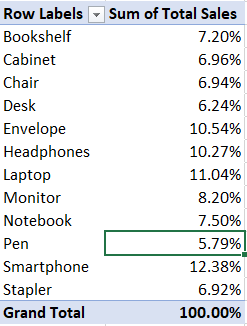 Row Labels Sum of Total Sales
Bookshelf 7.20%
Cabinet 6.96%
Chair 6.94%
Desk 6.24%
Envelope 10.54%
Headphones 10.27%
Laptop 11.04%
Monitor 8.20%
Notebook 7.50%
Pen 5.79%
Smartphone 12.38%
Stapler 6.92%
Grand Total 100.00%